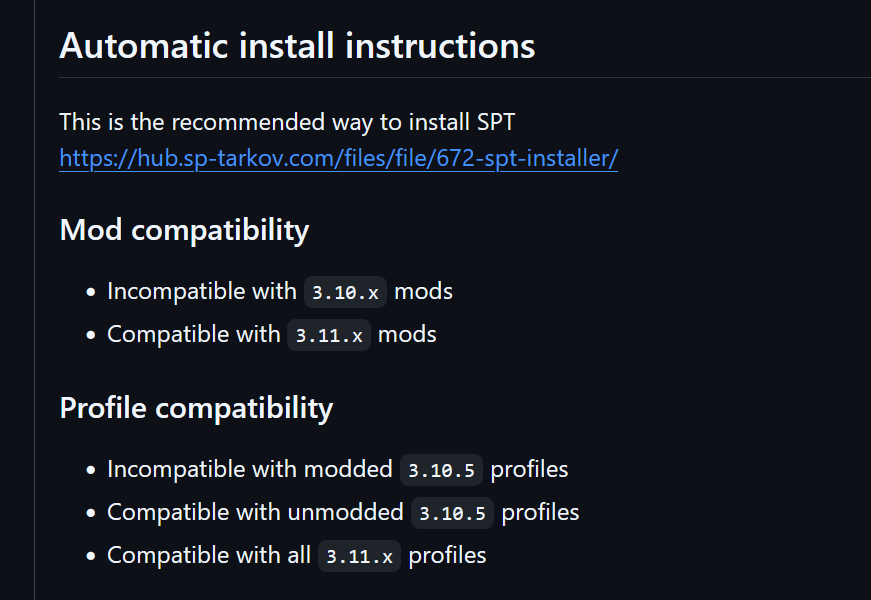 Automatic install instructions
This is the recommended way to install SPT
https://hub.sp-tarkov.com/files/file/672-spt-installer/
Mod compatibility
• Incompatible with 3.10.x mods
• Compatible with 3.11.x mods
Profile compatibility
• Incompatible with modded 3.10.5 profiles
• Compatible with unmodded 3.10.5 profiles
• Compatible with all 3.11.x profiles